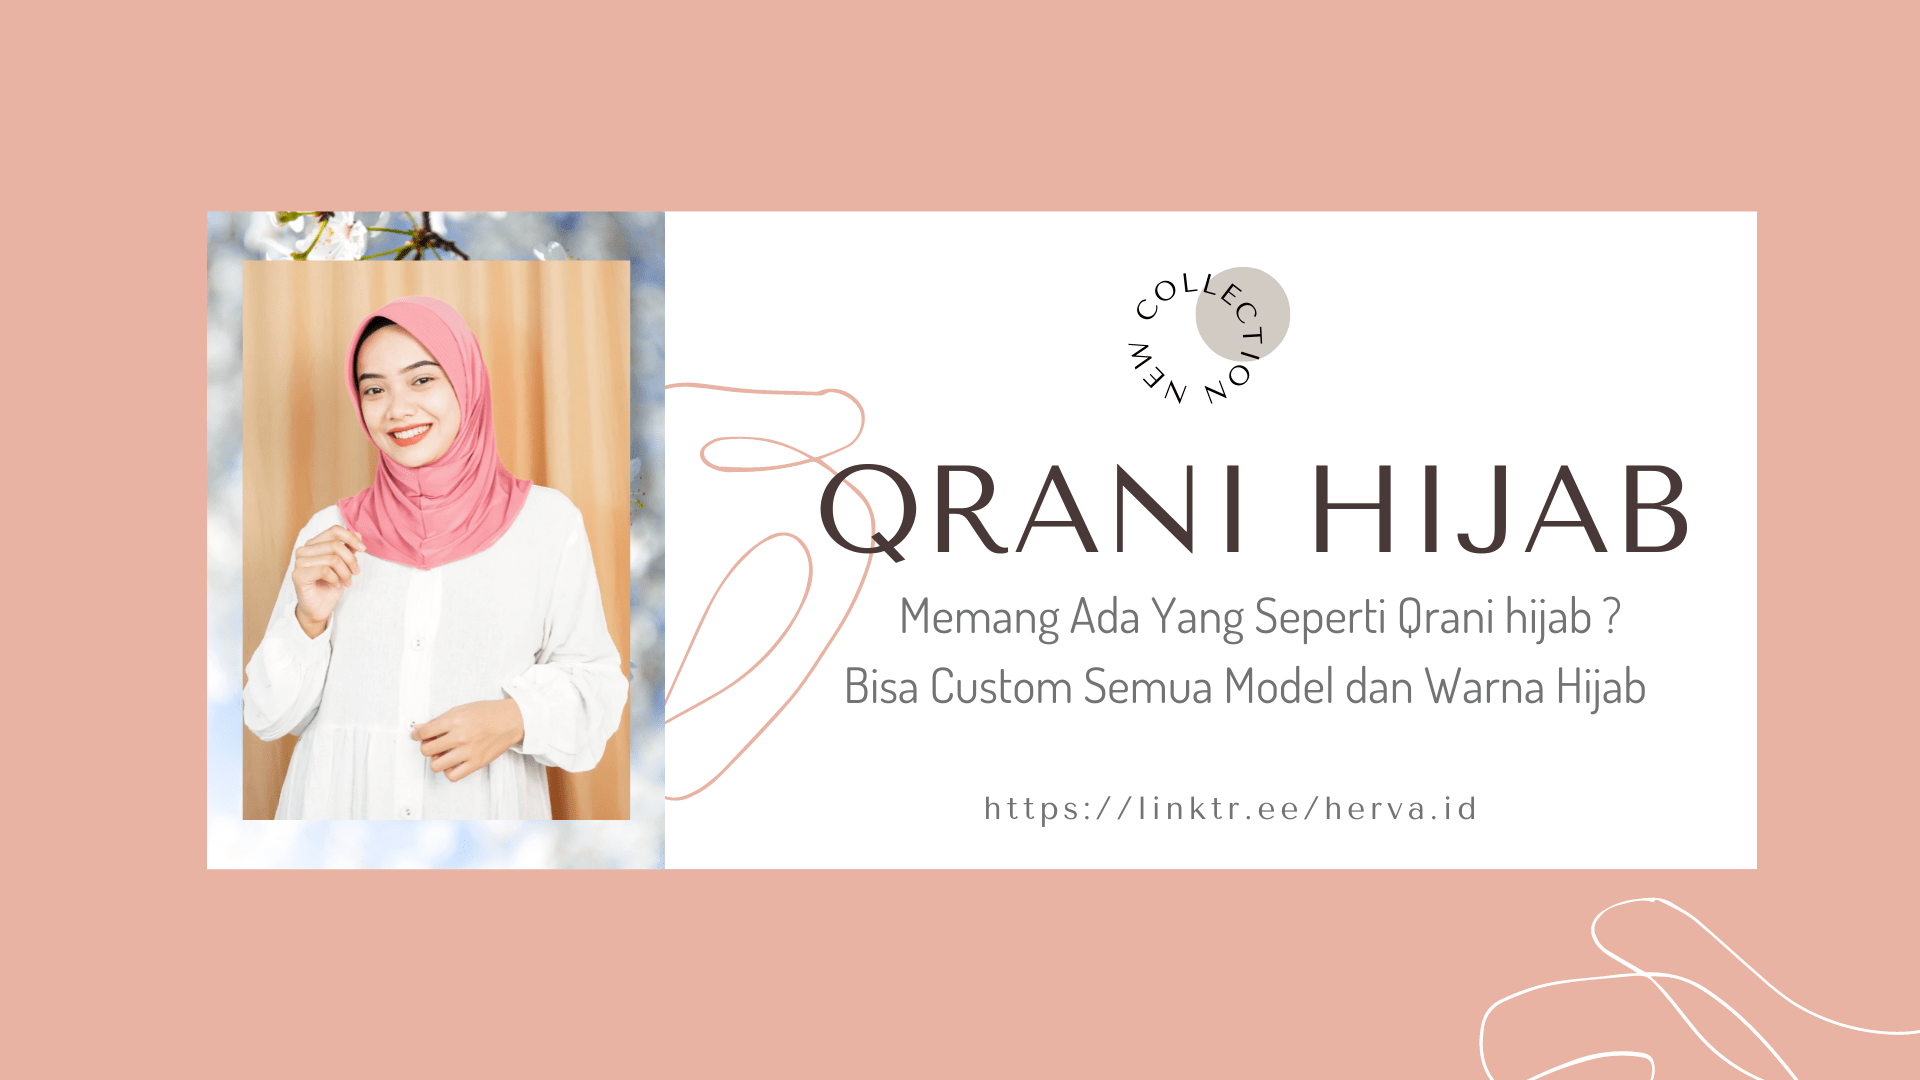 NEW COLLECTION
QRANI HIJAB
Memang Ada Yang Seperti Qrani hijab ?
Bisa Custom Semua Model dan Warna Hijab
https://linktr.ee/herva.id